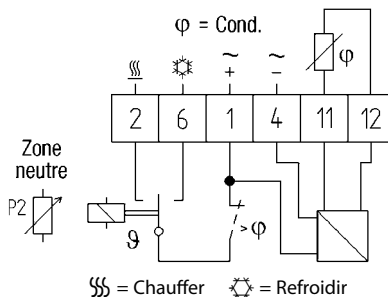 φ = Cond.
~ ~
+ −
φ
2 6 1 4 11 12
Zone
neutre
P2
ϑ
> φ
= Chauffer = Refroidir